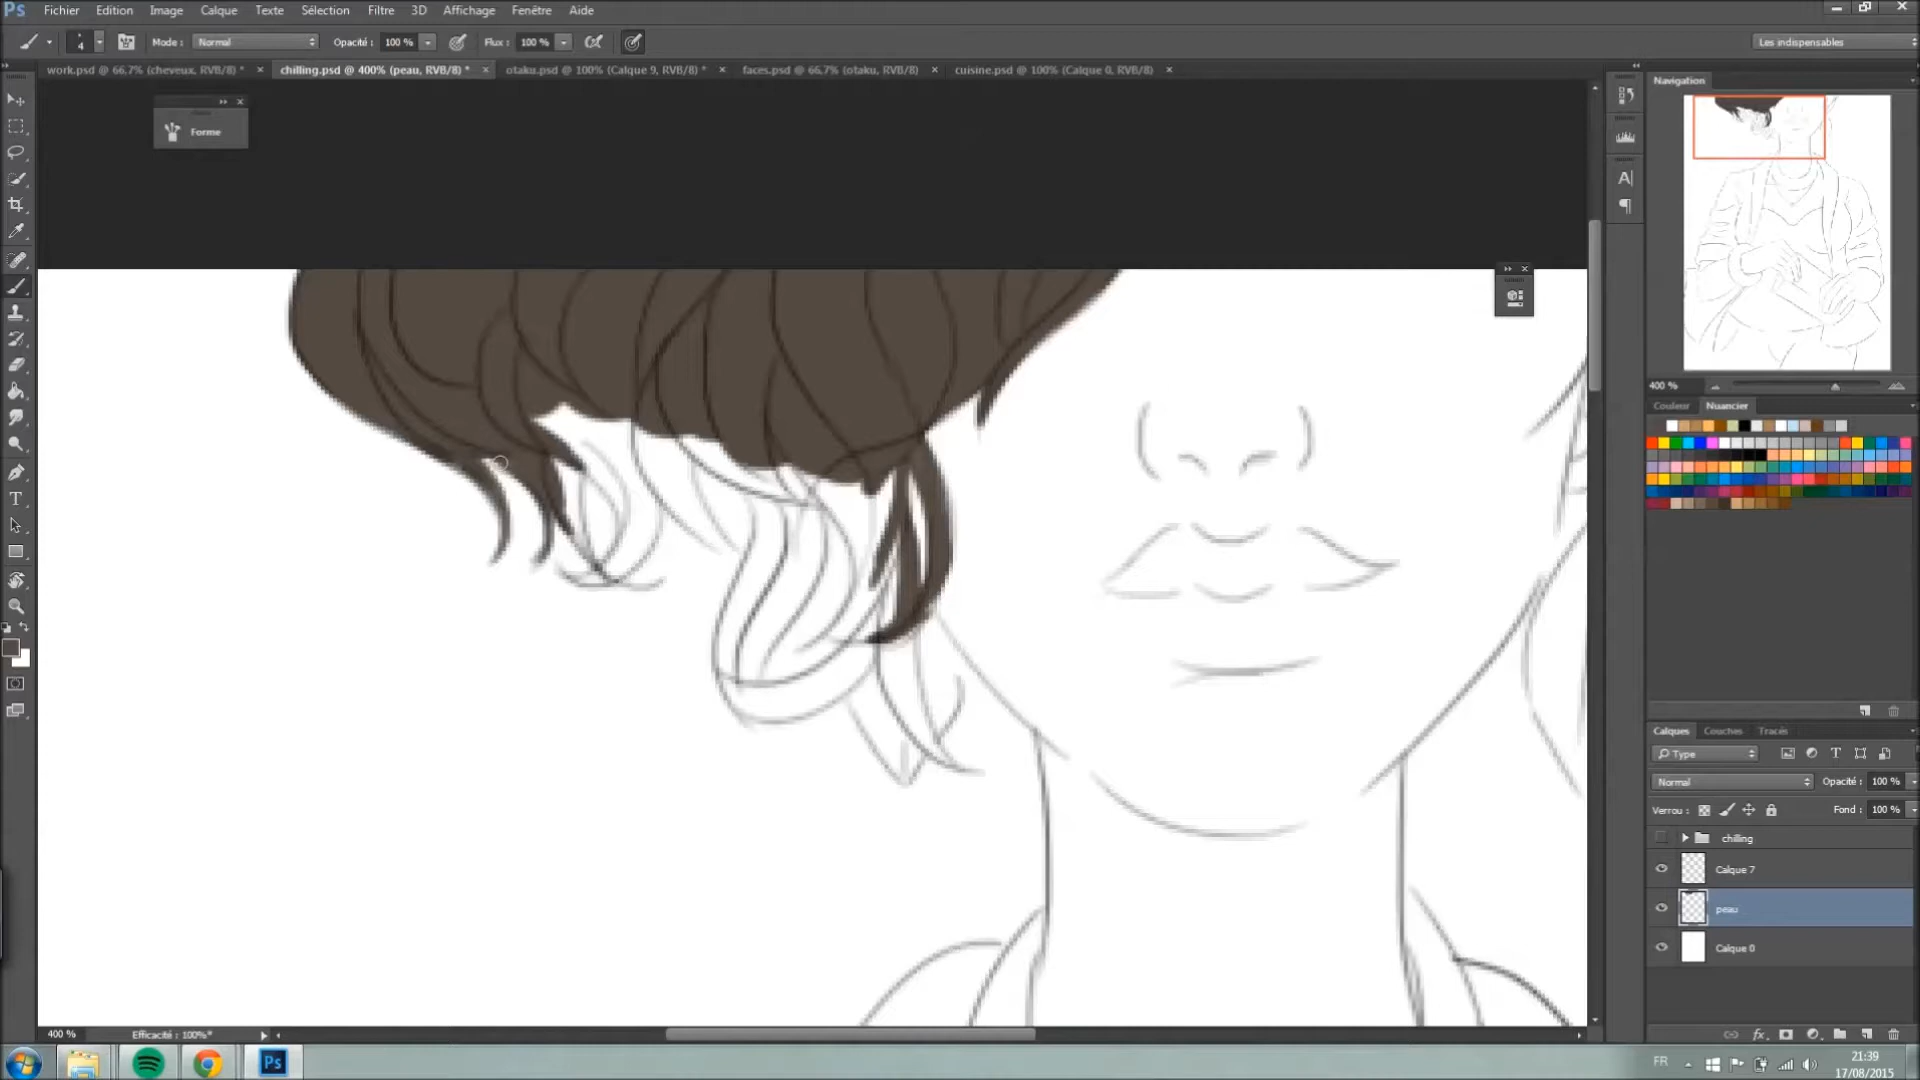 Ps Fichier Edition Image Calque Texte Sélection Filtre 3D Affichage Fenêtre Aide
4 Mode : Normal Opacité : 100 % Flux : 100 % Les indispensables
work.psd @ 66,7% (cheveux, RVB/8) * × chilling.psd @ 400% (peau, RVB/8) * × otaku.psd @ 100% (Calque 9, RVB/8) * × faces.psd @ 66,7% (otaku, RVB/8) × cuisine.psd @ 100% (Calque 0, RVB/8) ×
Navigation
Forme
400 %
Couleur Nuancier
Calques Couches Tracés
Type
Normal Opacité : 100 %
Verrou : Fond : 100 %
chilling
Calque 7
peau
Calque 0
400 % Efficacité : 100%*
Ps FR 21:39
17/08/2015